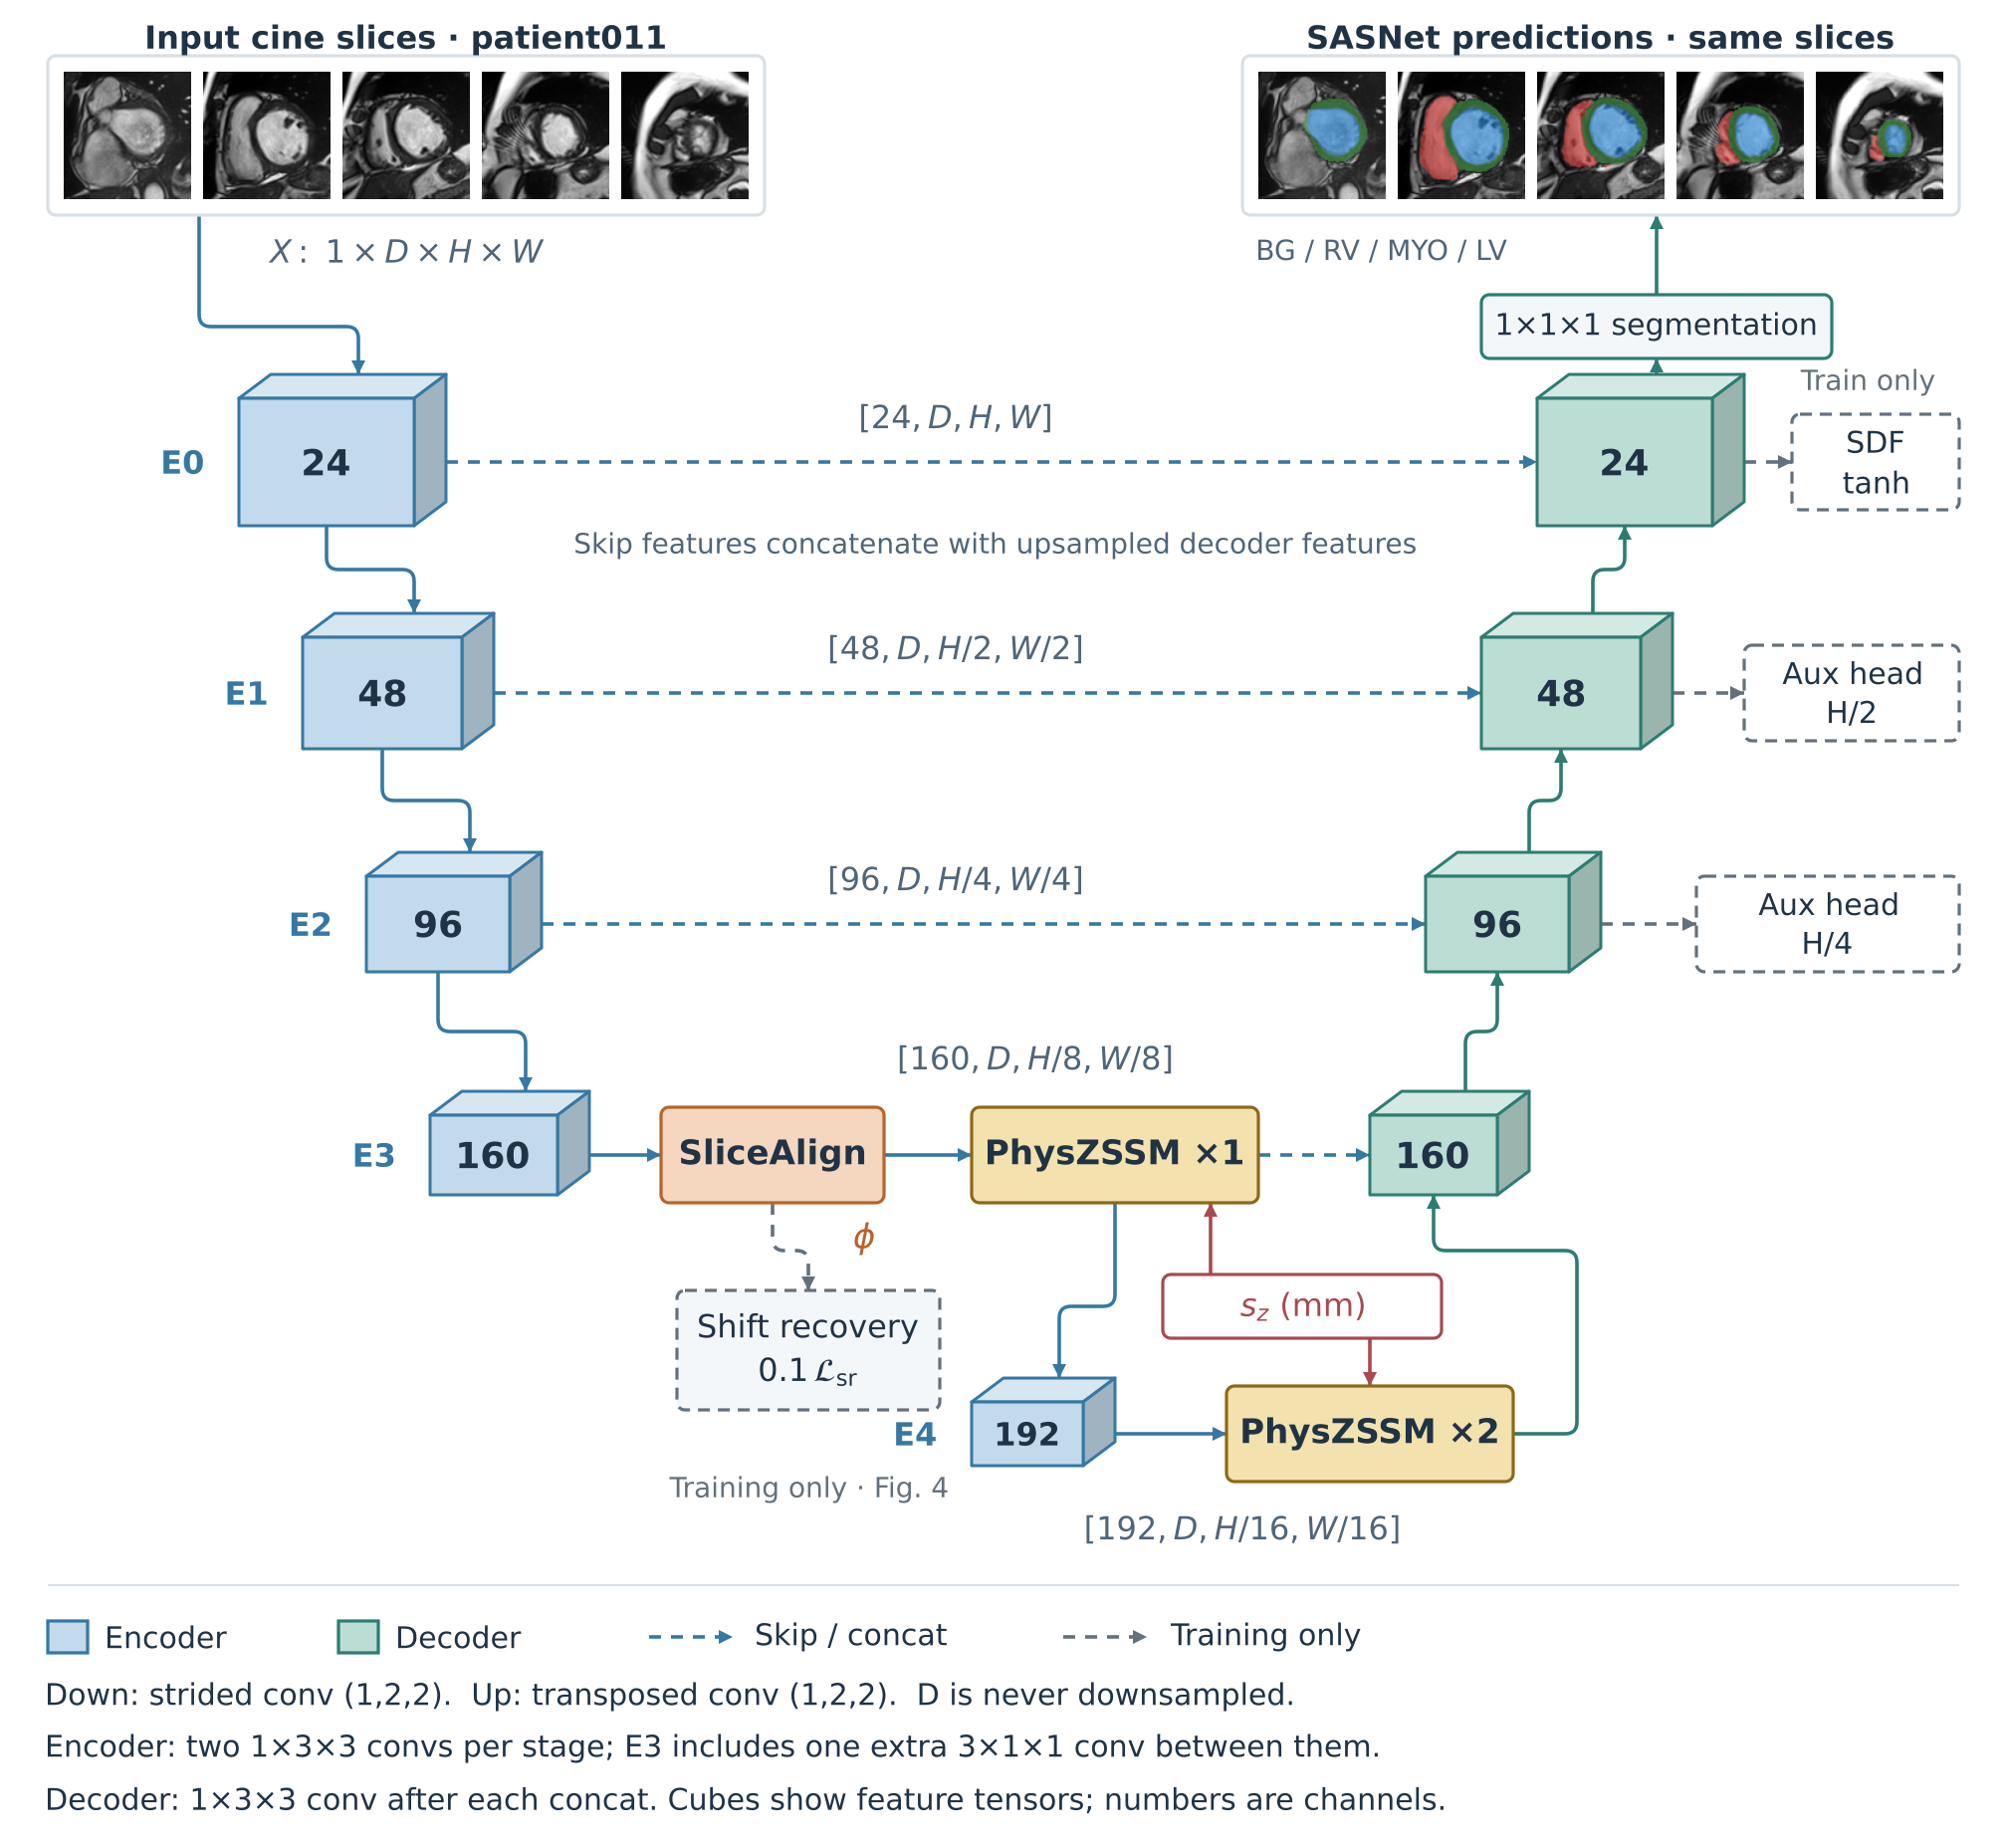 Input cine slices · patient011
SASNet predictions · same slices
X: 1 × D × H × W
BG / RV / MYO / LV
1×1×1 segmentation
Train only
E0
24
[24, D, H, W]
24
SDF
tanh
Skip features concatenate with upsampled decoder features
E1
48
[48, D, H/2, W/2]
48
Aux head
H/2
E2
96
[96, D, H/4, W/4]
96
Aux head
H/4
[160, D, H/8, W/8]
E3
160
SliceAlign
PhysZSSM ×1
160
ϕ
Shift recovery
0.1 ℒsr
sz (mm)
E4
192
PhysZSSM ×2
Training only · Fig. 4
[192, D, H/16, W/16]
Encoder
Decoder
Skip / concat
Training only
Down: strided conv (1,2,2). Up: transposed conv (1,2,2). D is never downsampled.
Encoder: two 1×3×3 convs per stage; E3 includes one extra 3×1×1 conv between them.
Decoder: 1×3×3 conv after each concat. Cubes show feature tensors; numbers are channels.